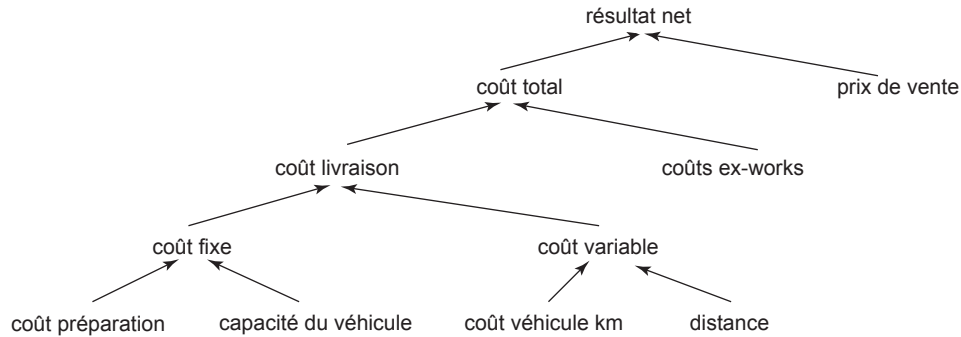 résultat net
coût total
prix de vente
coût livraison
coûts ex-works
coût fixe
coût variable
coût préparation
capacité du véhicule
coût véhicule km
distance